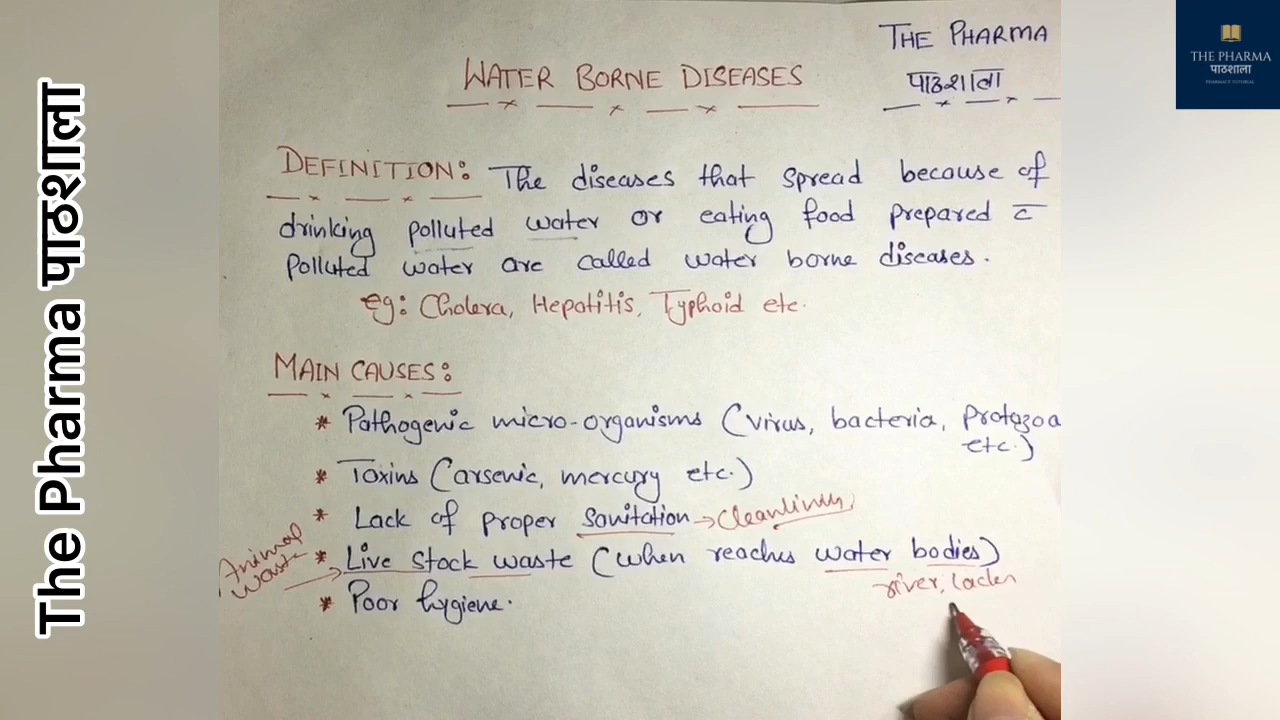 The Pharma पाठशाला
THE PHARMA
पाठशाला
THE PHARMA
पाठशाला
PHARMACY TUTORIAL
WATER BORNE DISEASES
DEFINITION: The diseases that spread because of
drinking polluted water or eating food prepared c̄
polluted water are called water borne diseases.
eg: Cholera, Hepatitis, Typhoid etc.
MAIN CAUSES:
* Pathogenic micro-organisms (virus, bacteria, protozoa
etc.)
* Toxins (arsenic, mercury etc.)
* Lack of proper sanitation → Cleanliness
Animal
waste →
* Live stock waste (when reaches water bodies)
river,
* Poor hygiene.